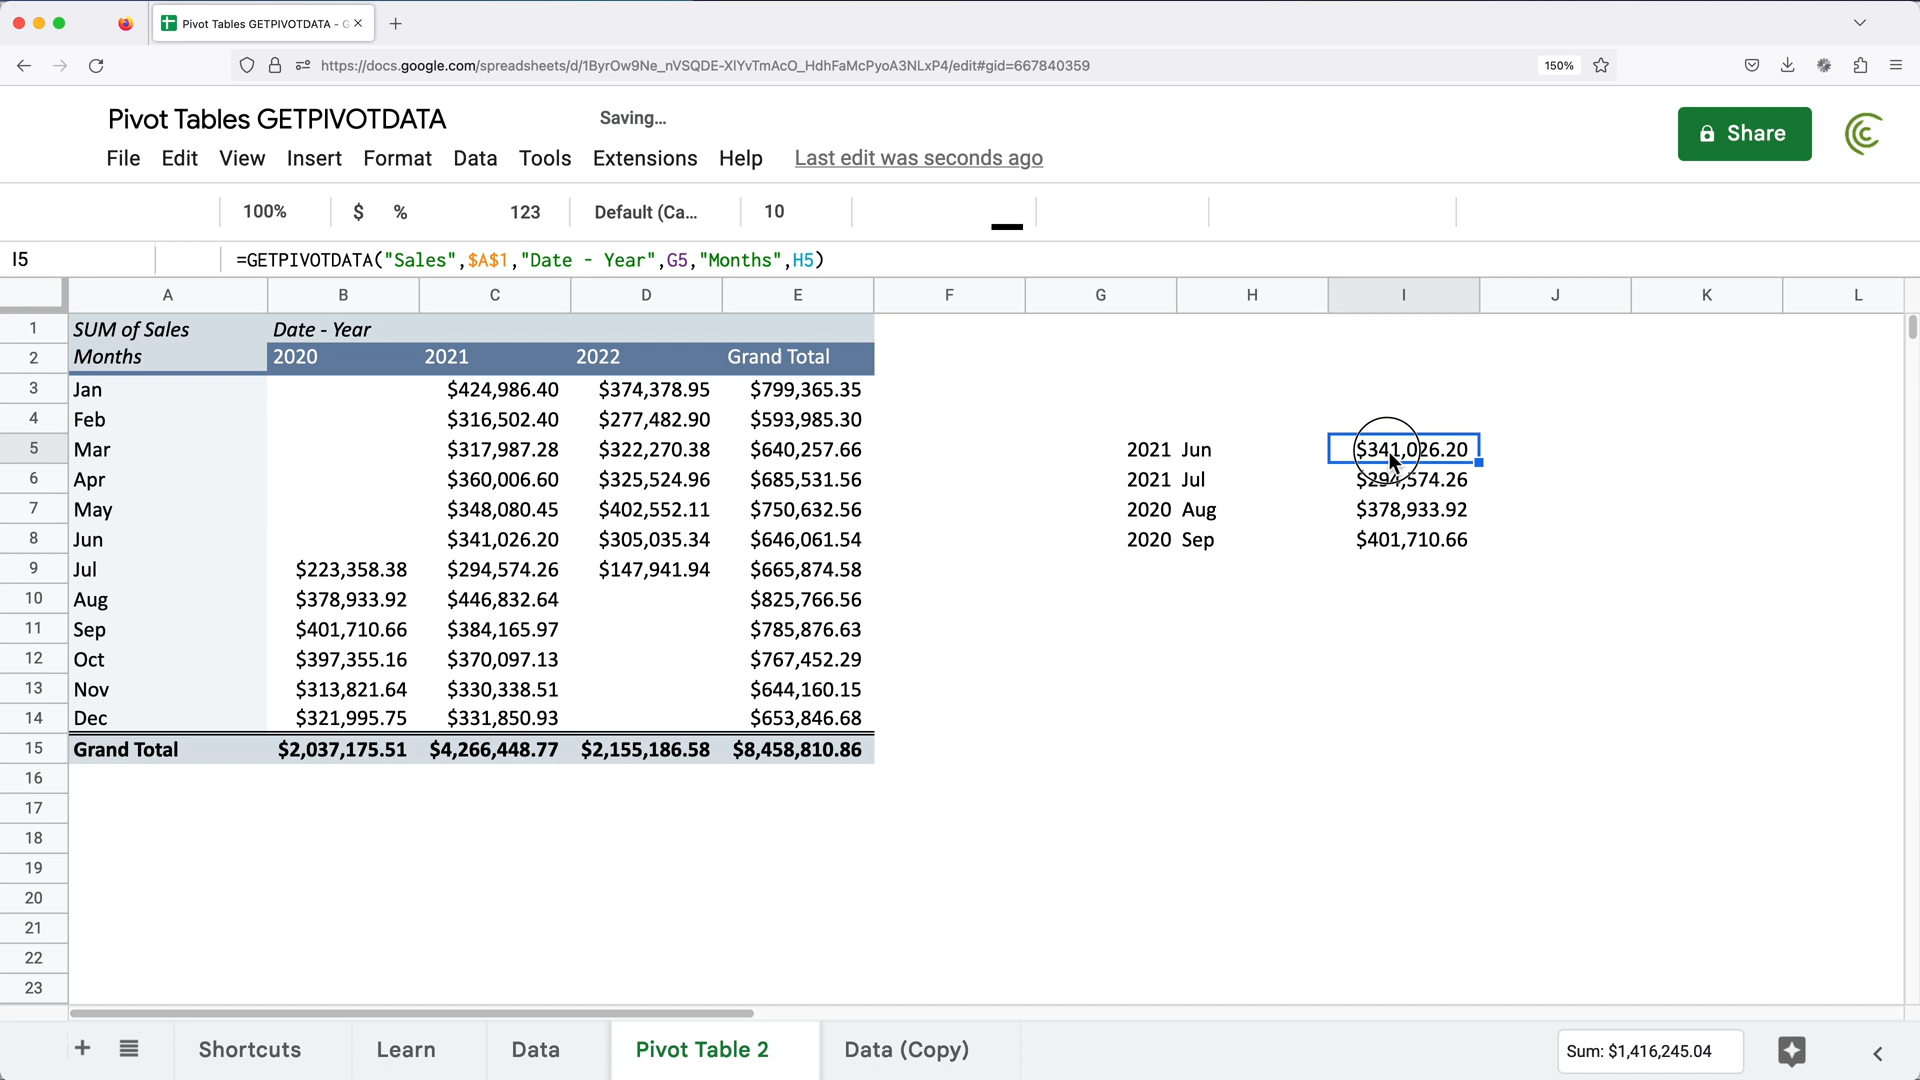 Pivot Tables GETPIVOTDATA - G
https://docs.google.com/spreadsheets/d/1ByrOw9Ne_nVSQDE-XlYvTmAcO_HdhFaMcPyoA3NLxP4/edit#gid=667840359 150%
Pivot Tables GETPIVOTDATA Saving... Share
File Edit View Insert Format Data Tools Extensions Help Last edit was seconds ago
100% $ % 123 Default (Ca... 10
I5 =GETPIVOTDATA("Sales",$A$1,"Date - Year",G5,"Months",H5)
A B C D E F G H I J K L
1 SUM of Sales Date - Year
2 Months 2020 2021 2022 Grand Total
3 Jan $424,986.40 $374,378.95 $799,365.35
4 Feb $316,502.40 $277,482.90 $593,985.30
5 Mar $317,987.28 $322,270.38 $640,257.66 2021 Jun $341,026.20
6 Apr $360,006.60 $325,524.96 $685,531.56 2021 Jul $294,574.26
7 May $348,080.45 $402,552.11 $750,632.56 2020 Aug $378,933.92
8 Jun $341,026.20 $305,035.34 $646,061.54 2020 Sep $401,710.66
9 Jul $223,358.38 $294,574.26 $147,941.94 $665,874.58
10 Aug $378,933.92 $446,832.64 $825,766.56
11 Sep $401,710.66 $384,165.97 $785,876.63
12 Oct $397,355.16 $370,097.13 $767,452.29
13 Nov $313,821.64 $330,338.51 $644,160.15
14 Dec $321,995.75 $331,850.93 $653,846.68
15 Grand Total $2,037,175.51 $4,266,448.77 $2,155,186.58 $8,458,810.86
16
17
18
19
20
21
22
23
Shortcuts Learn Data Pivot Table 2 Data (Copy) Sum: $1,416,245.04